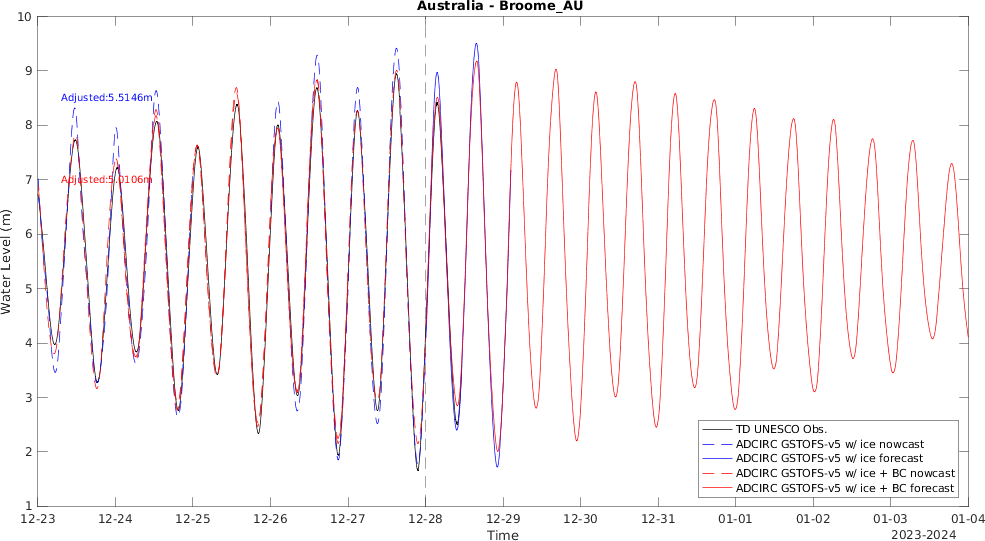 Australia - Broome_AU
10
9
8
7
6
5
4
3
2
1
Water Level (m)
Adjusted:5.5146m
Adjusted:5.0106m
TD UNESCO Obs.
ADCIRC GSTOFS-v5 w/ ice nowcast
ADCIRC GSTOFS-v5 w/ ice forecast
ADCIRC GSTOFS-v5 w/ ice + BC nowcast
ADCIRC GSTOFS-v5 w/ ice + BC forecast
12-23 12-24 12-25 12-26 12-27 12-28 12-29 12-30 12-31 01-01 01-02 01-03 01-04
Time
2023-2024